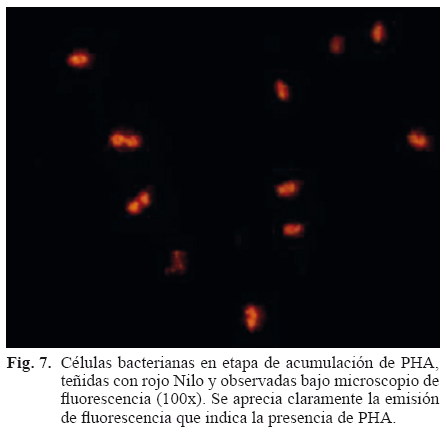 Fig. 7. Células bacterianas en etapa de acumulación de PHA,
teñidas con rojo Nilo y observadas bajo microscopio de
fluorescencia (100x). Se aprecia claramente la emisión
de fluorescencia que indica la presencia de PHA.